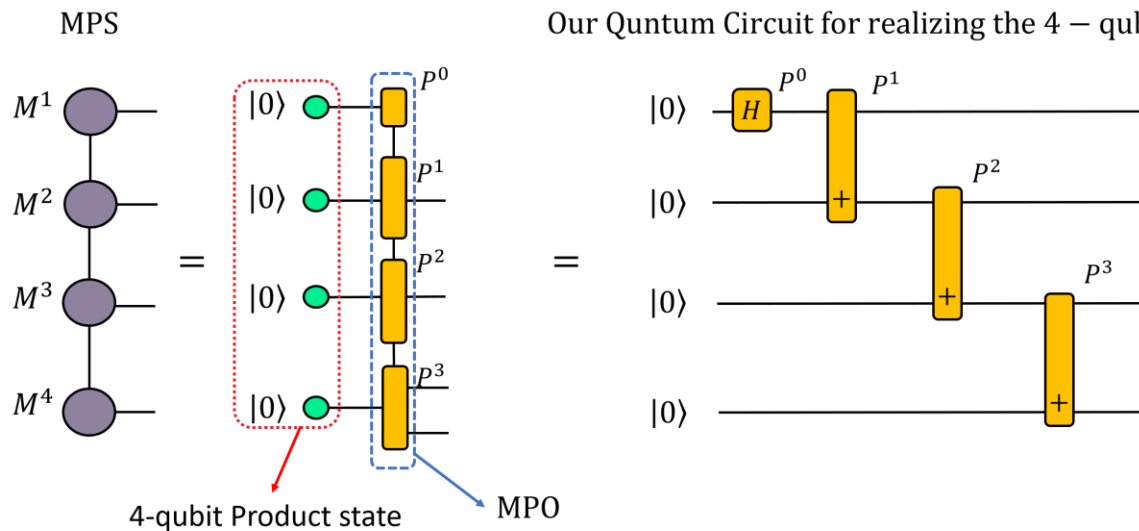 MPS
Our Quntum Circuit for realizing the 4 − qub
M¹
M²
M³
M⁴
=
|0⟩
|0⟩
|0⟩
|0⟩
P⁰
P¹
P²
P³
4-qubit Product state
MPO
=
|0⟩
|0⟩
|0⟩
|0⟩
H
P⁰
P¹
+
P²
+
P³
+